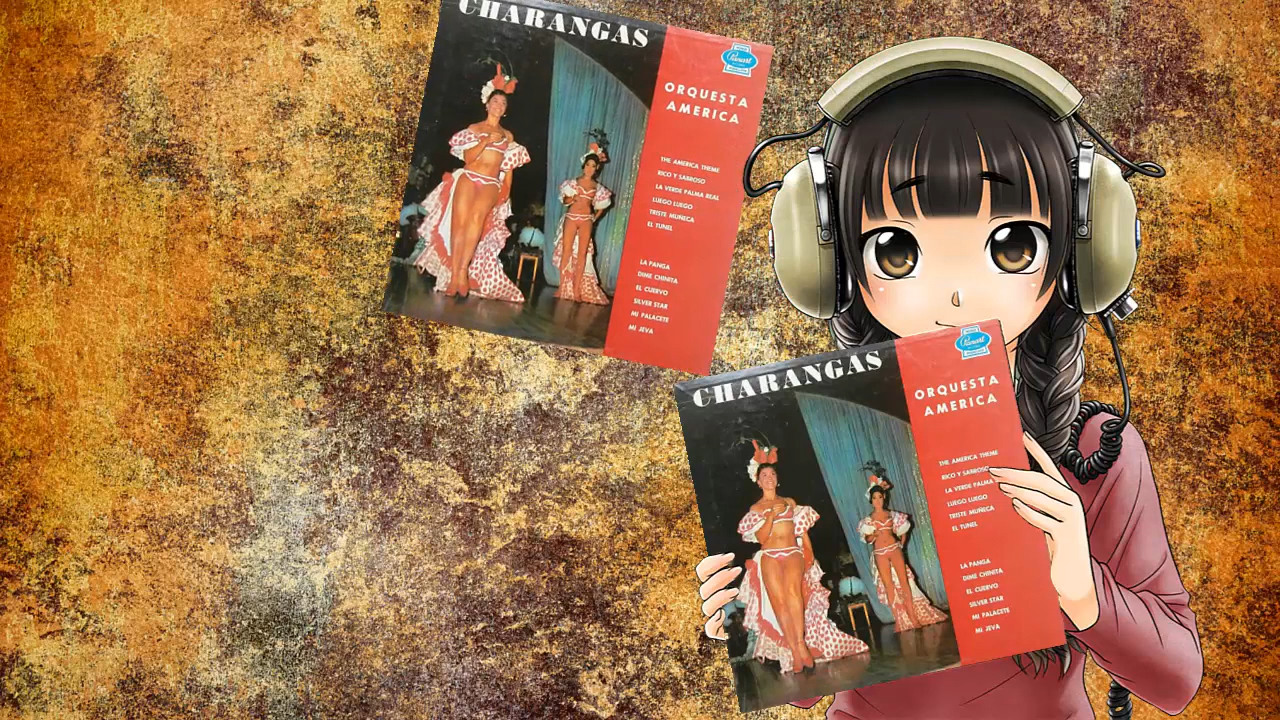 CHARANGAS
Panart
ORQUESTA
AMERICA
THE AMERICA THEME
RICO Y SABROSO
LA VERDE PALMA REAL
LUEGO LUEGO
TRISTE MUÑECA
EL TUNEL
LA PANGA
DIME CHINITA
EL CUERVO
SILVER STAR
MI PALACETE
MI JEVA
CHARANGAS
Panart
ORQUESTA
AMERICA
THE AMERICA THEME
RICO Y SABROSO
LA VERDE PALMA
LUEGO LUEGO
TRISTE MUÑECA
EL TUNEL
LA PANGA
DIME CHINITA
EL CUERVO
SILVER STAR
MI PALACETE
MI JEVA